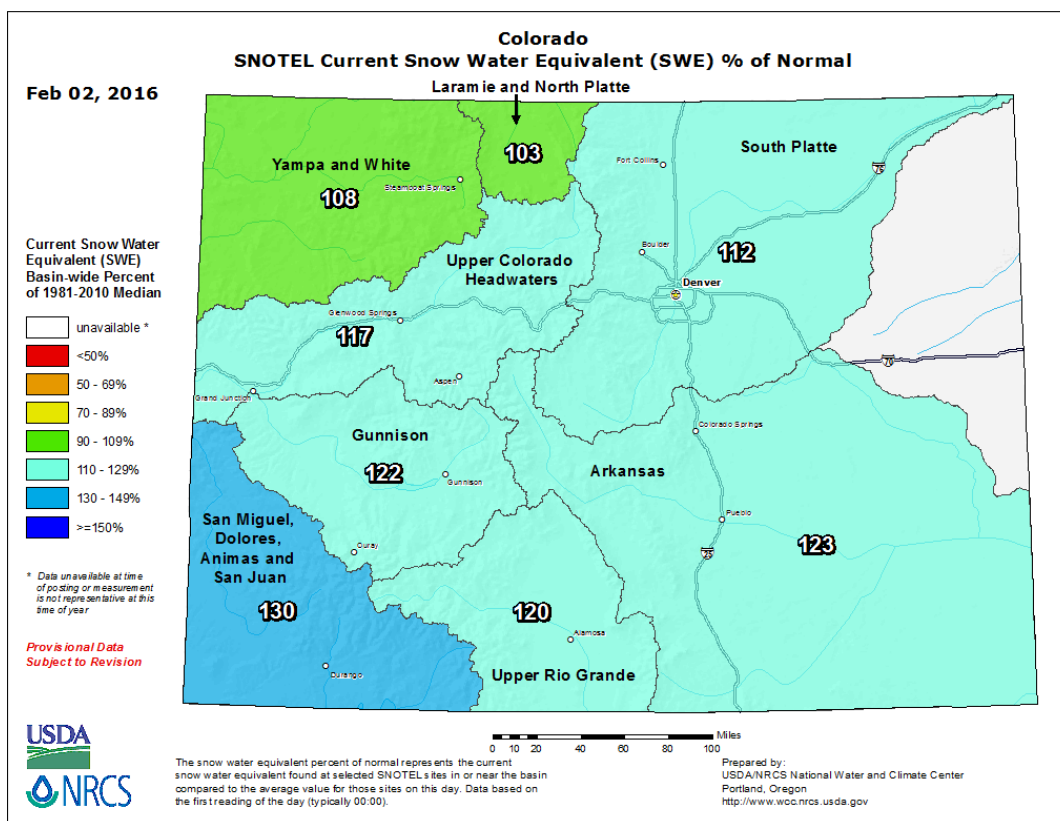 Colorado
SNOTEL Current Snow Water Equivalent (SWE) % of Normal
Feb 02, 2016
Laramie and North Platte
103
Yampa and White
108
Steamboat Springs
Fort Collins
South Platte
76
Boulder
112
Denver
Upper Colorado
Headwaters
Glenwood Springs
117
Aspen
Grand Junction
70
Colorado Springs
Gunnison
122
Gunnison
Arkansas
Ouray
Pueblo
25
123
San Miguel,
Dolores,
Animas and
San Juan
130
Durango
120
Alamosa
Upper Rio Grande
Current Snow Water
Equivalent (SWE)
Basin-wide Percent
of 1981-2010 Median
unavailable *
<50%
50 - 69%
70 - 89%
90 - 109%
110 - 129%
130 - 149%
>=150%
* Data unavailable at time
of posting or measurement
is not representative at this
time of year
Provisional Data
Subject to Revision
USDA
NRCS
Miles
0 10 20 40 60 80 100
The snow water equivalent percent of normal represents the current
snow water equivalent found at selected SNOTEL sites in or near the basin
compared to the average value for those sites on this day. Data based on
the first reading of the day (typically 00:00).
Prepared by:
USDA/NRCS National Water and Climate Center
Portland, Oregon
http://www.wcc.nrcs.usda.gov